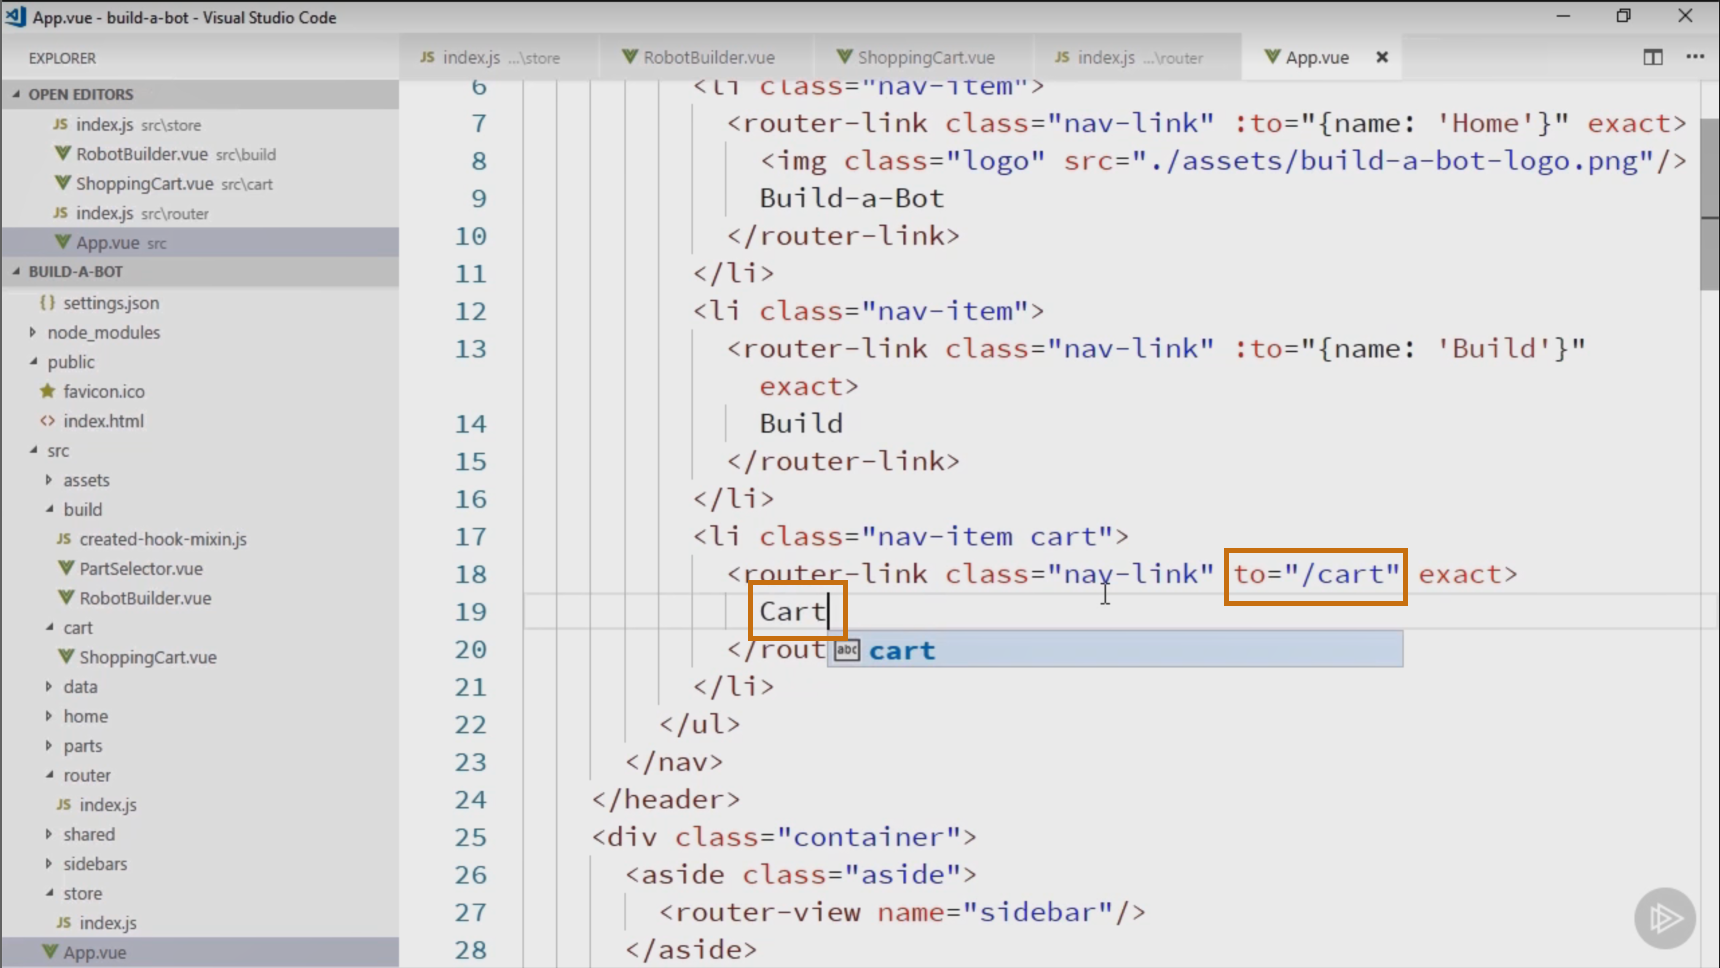 App.vue - build-a-bot - Visual Studio Code
EXPLORER
OPEN EDITORS
JS index.js src\store
RobotBuilder.vue src\build
ShoppingCart.vue src\cart
JS index.js src\router
App.vue src
BUILD-A-BOT
{} settings.json
node_modules
public
favicon.ico
<> index.html
src
assets
build
JS created-hook-mixin.js
PartSelector.vue
RobotBuilder.vue
cart
ShoppingCart.vue
data
home
parts
router
JS index.js
shared
sidebars
store
JS index.js
App.vue
JS index.js ...\store RobotBuilder.vue ShoppingCart.vue JS index.js ...\router App.vue
6 <li class="nav-item">
7 <router-link class="nav-link" :to="{name: 'Home'}" exact>
8 <img class="logo" src="./assets/build-a-bot-logo.png"/>
9 Build-a-Bot
10 </router-link>
11 </li>
12 <li class="nav-item">
13 <router-link class="nav-link" :to="{name: 'Build'}"
exact>
14 Build
15 </router-link>
16 </li>
17 <li class="nav-item cart">
18 <router-link class="nav-link" to="/cart" exact>
19 Cart
20 </rout abc cart
21 </li>
22 </ul>
23 </nav>
24 </header>
25 <div class="container">
26 <aside class="aside">
27 <router-view name="sidebar"/>
28 </aside>